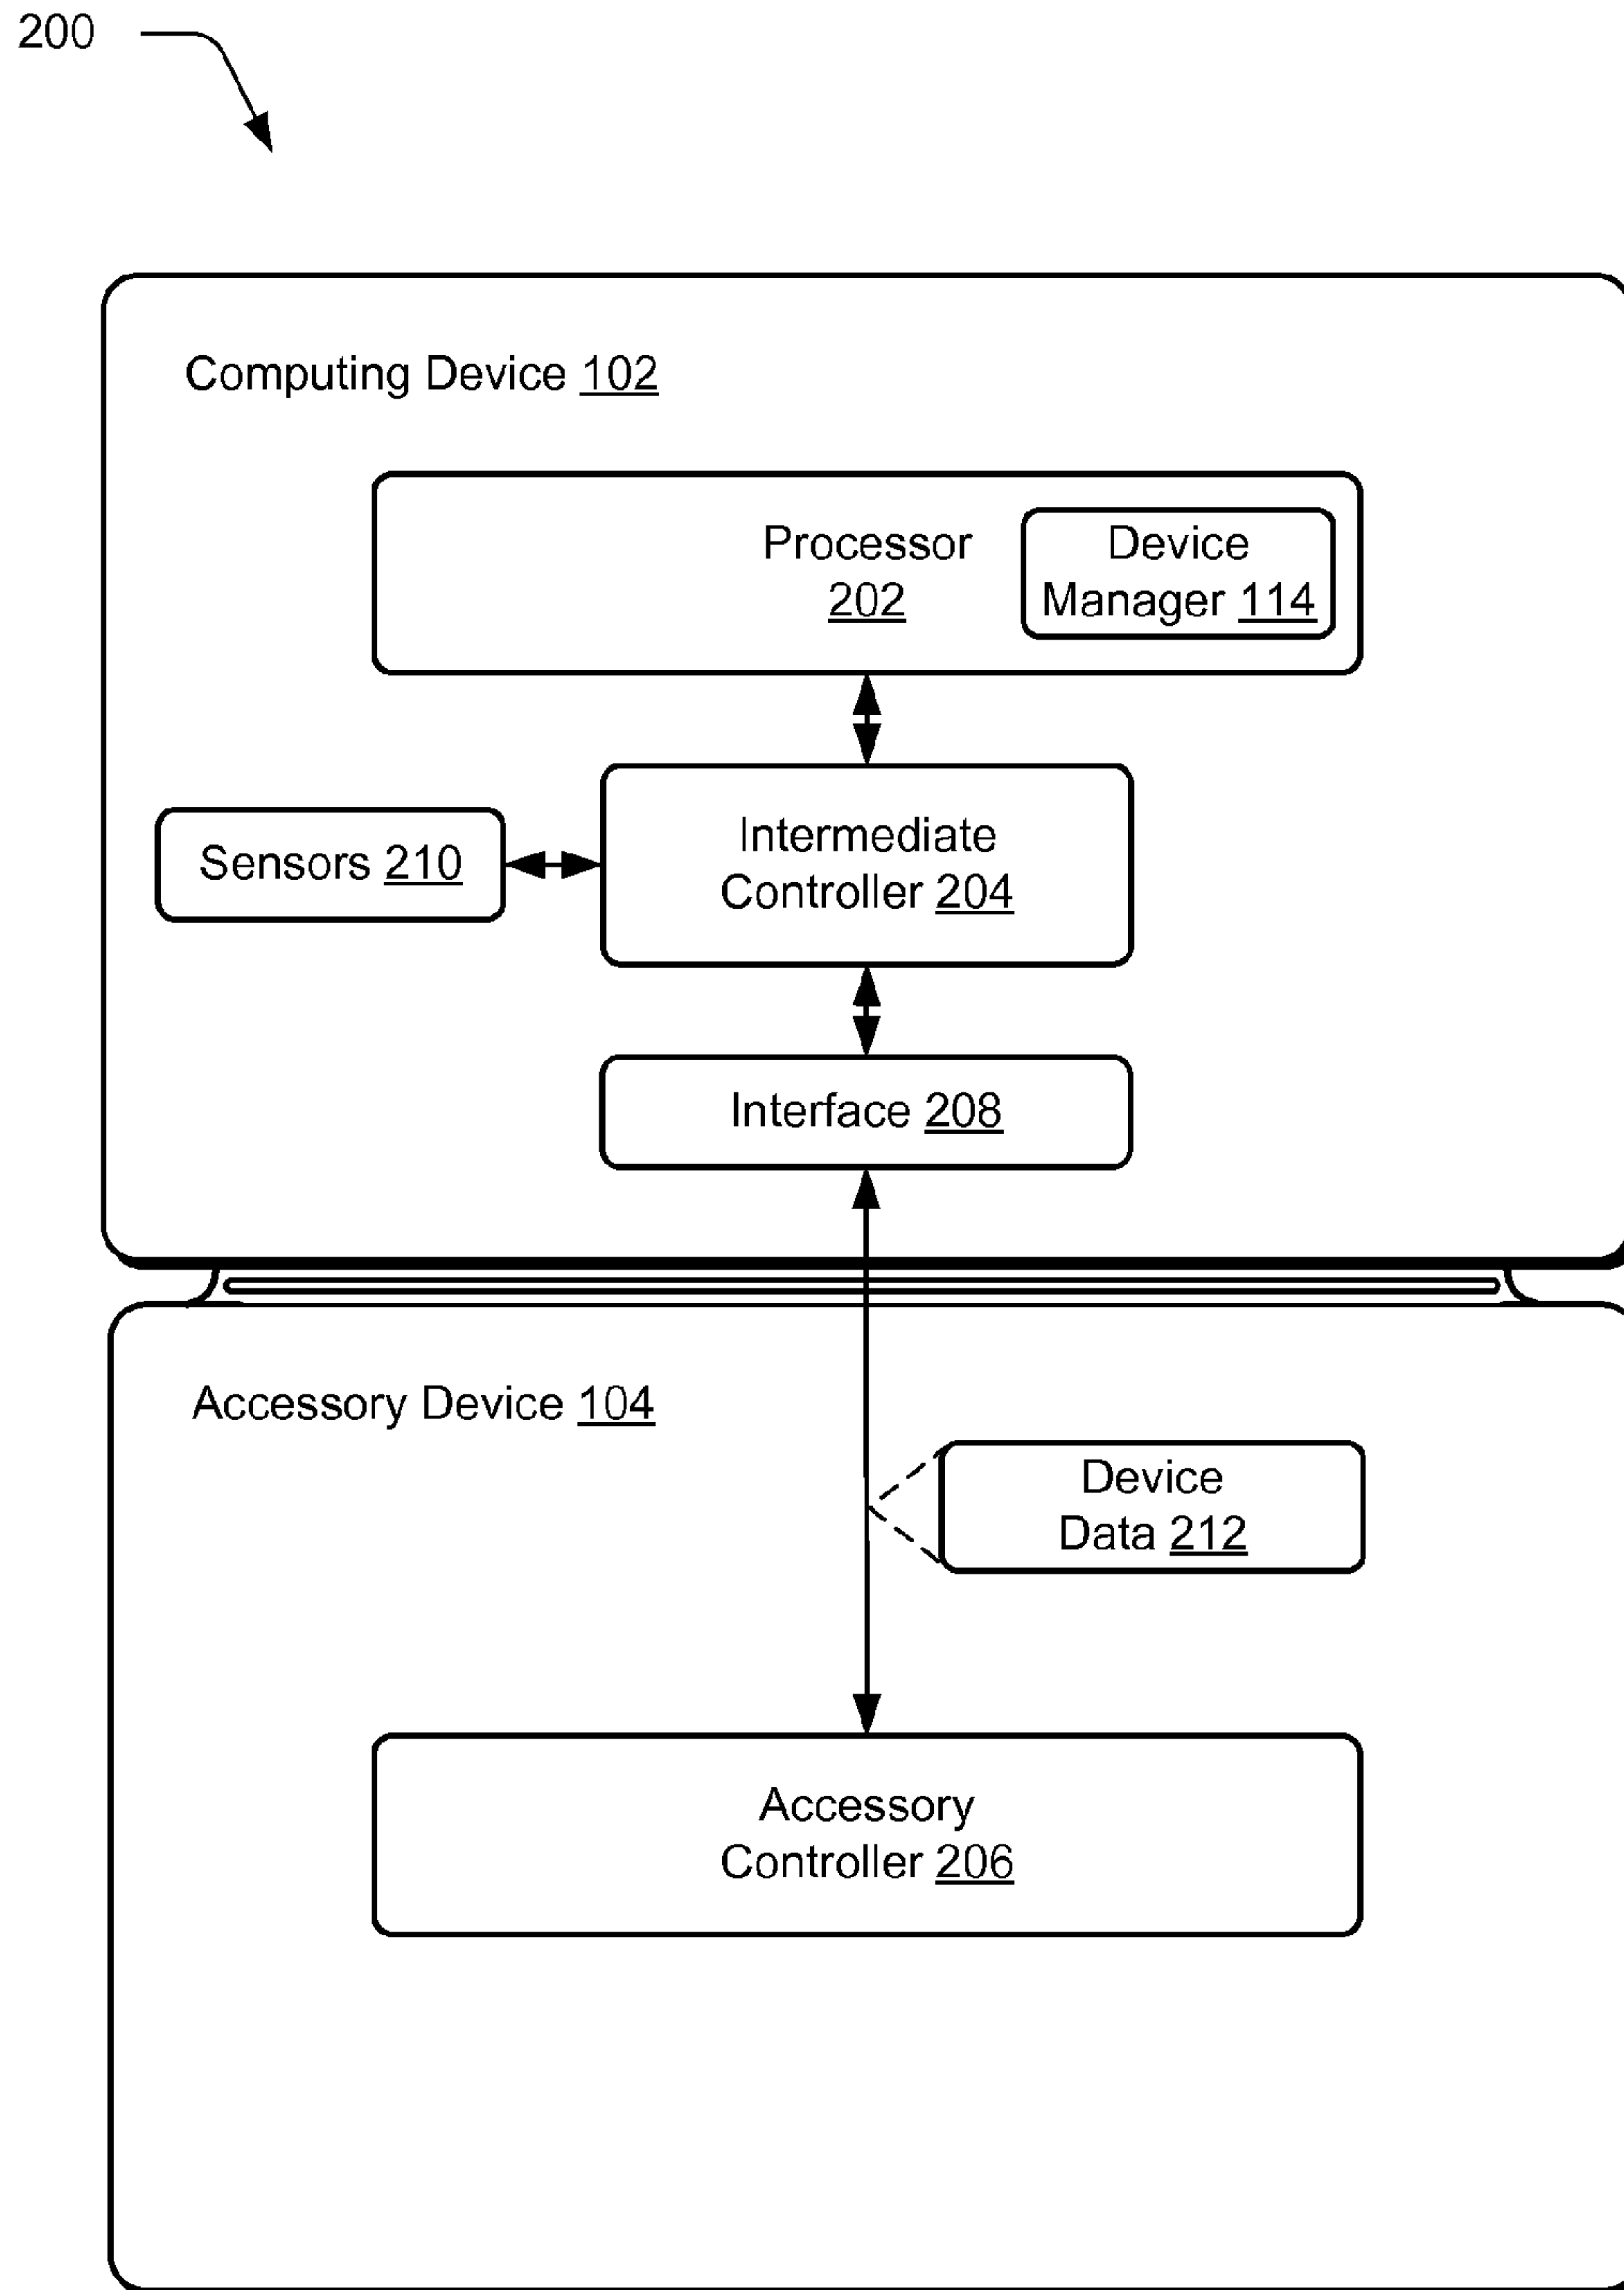 200
Computing Device 102
Processor
202
Device
Manager 114
Sensors 210
Intermediate
Controller 204
Interface 208
Accessory Device 104
Device
Data 212
Accessory
Controller 206